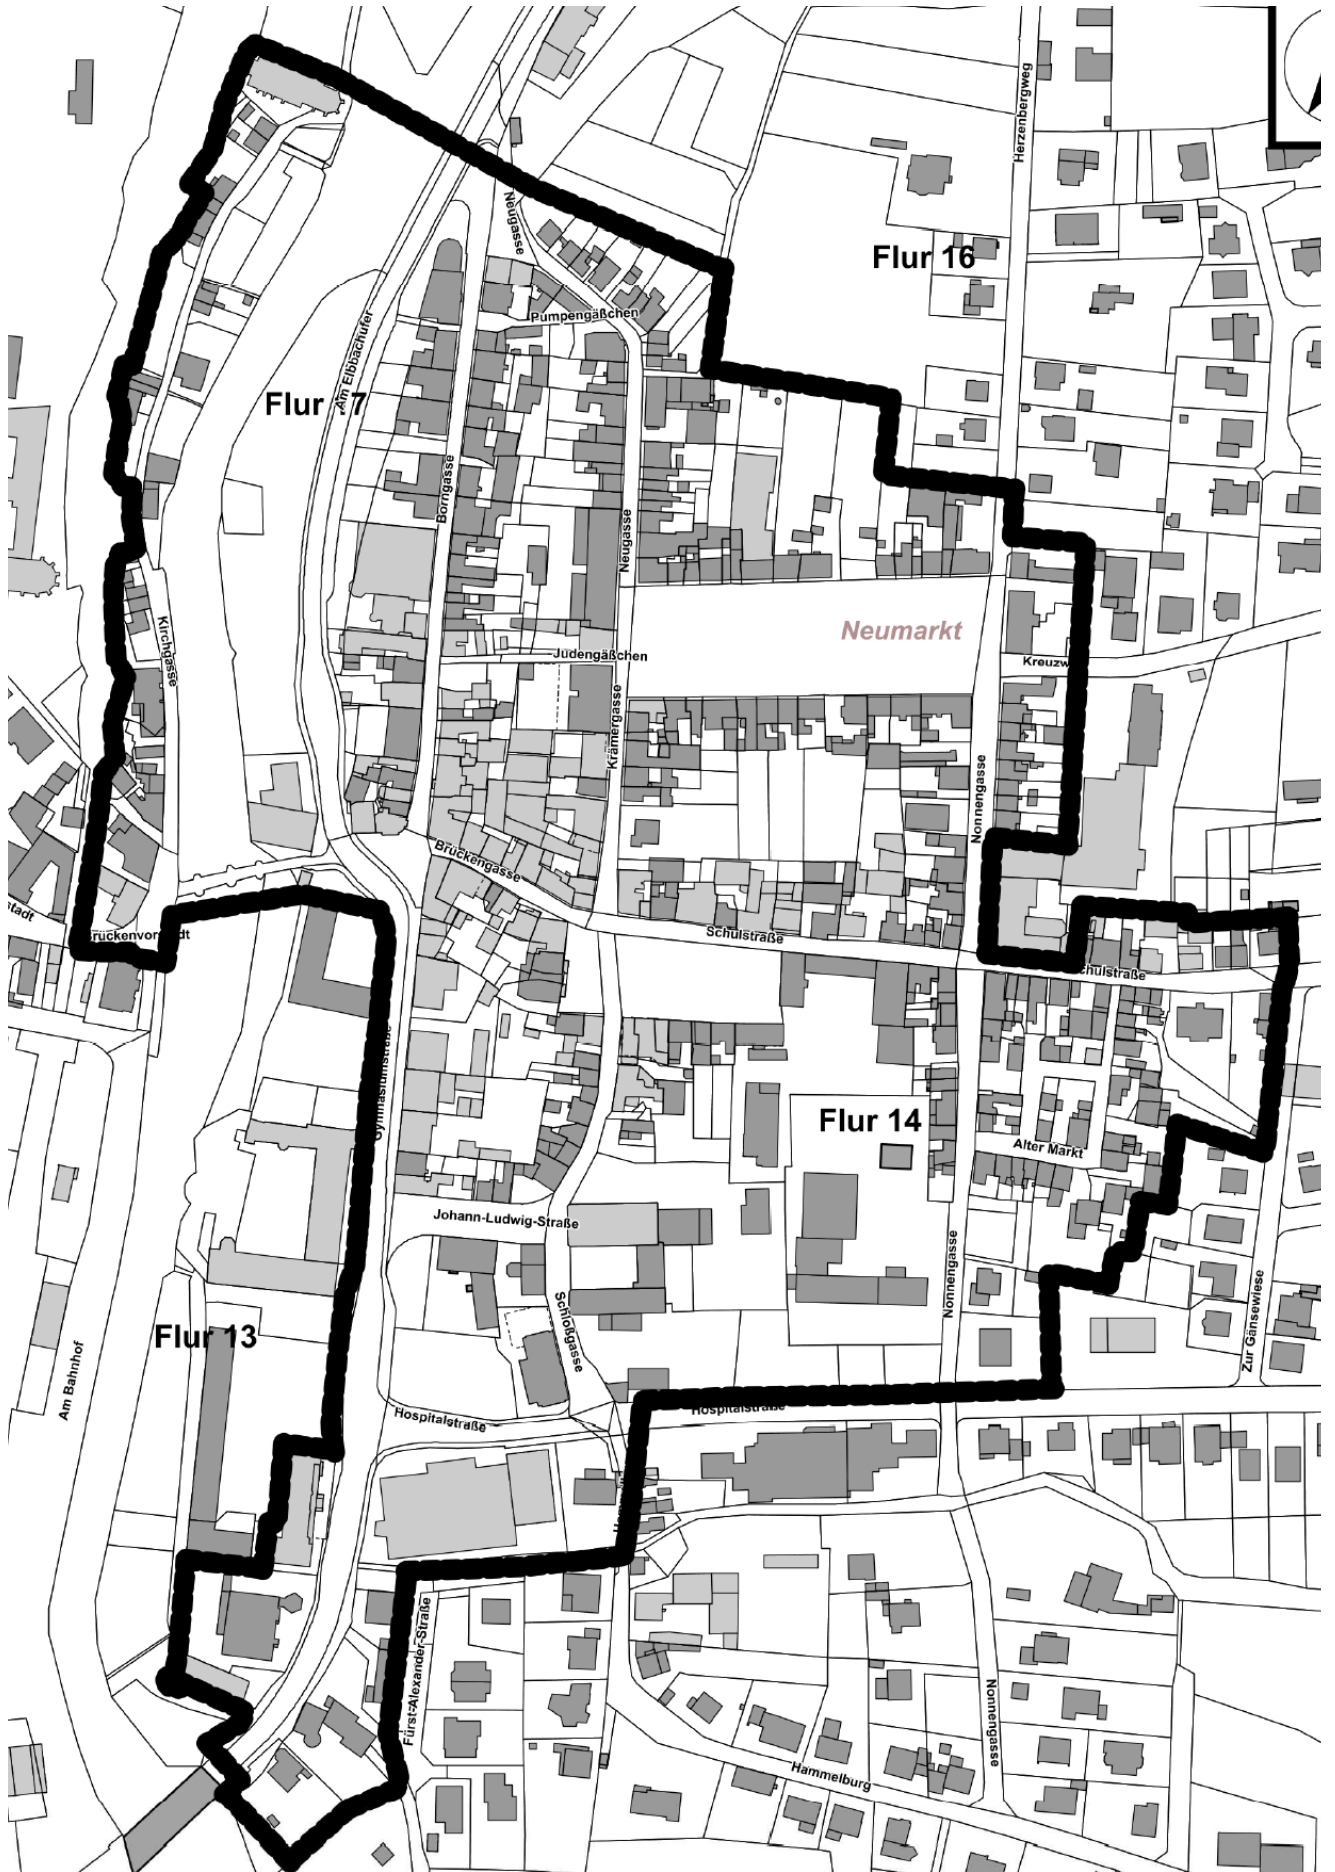 Herzenbergweg
Neugasse
Flur 16
Pumpengäßchen
Am Elbbachufer
Flur 7
Borngasse
Neugasse
Neumarkt
Kirchgasse
Judengäßchen
Kreuzw
Krämergasse
Nonnengasse
Brückengasse
stadt
Brückenvorstadt
Schulstraße
chulstraße
Gymnasiumstraße
Flur 14
Alter Markt
Johann-Ludwig-Straße
Nonnengasse
Schloßgasse
Flur 13
Zur Gänsewiese
Am Bahnhof
Hospitalstraße
Hospitalstraße
Fürst-Alexander-Straße
Nonnengasse
Hammelburg